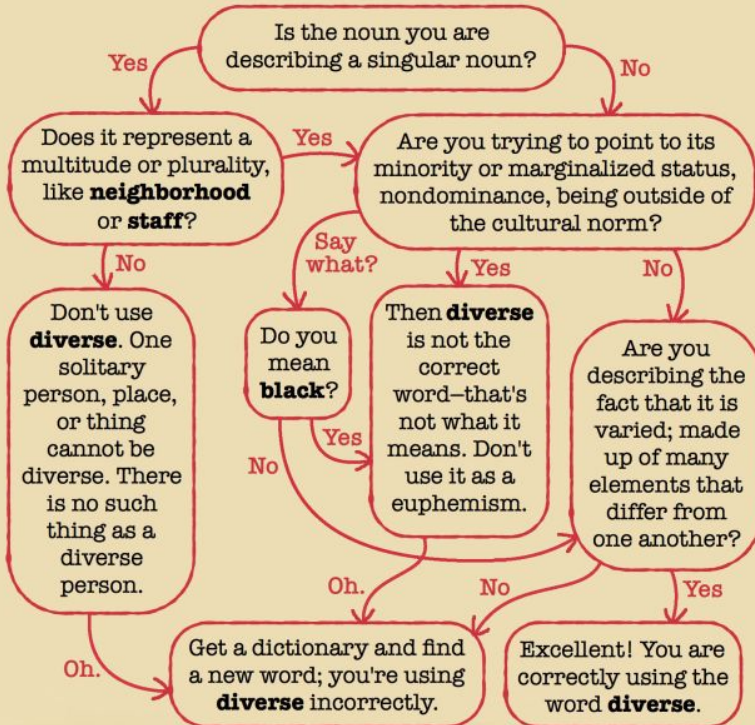 Is the noun you are
describing a singular noun?
Yes
No
Does it represent a
multitude or plurality,
like neighborhood
or staff?
Yes
Are you trying to point to its
minority or marginalized status,
nondominance, being outside of
the cultural norm?
No
Say
what?
Yes
No
Don't use
diverse. One
solitary
person, place,
or thing
cannot be
diverse. There
is no such
thing as a
diverse
person.
Do you
mean
black?
Yes
No
Then diverse
is not the
correct
word—that's
not what it
means. Don't
use it as a
euphemism.
Are you
describing the
fact that it is
varied; made
up of many
elements that
differ from
one another?
Oh.
Oh.
No
Yes
Get a dictionary and find
a new word; you're using
diverse incorrectly.
Excellent! You are
correctly using the
word diverse.